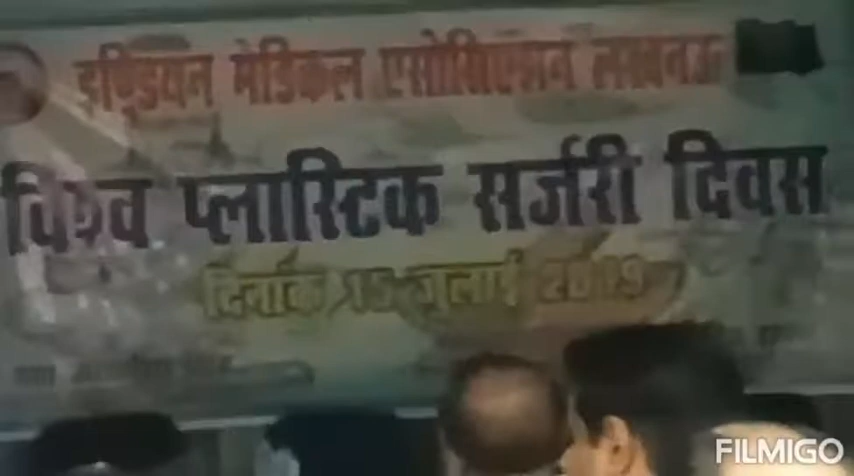 इण्डियन मेडिकल एसोसिएशन लखनऊ
विश्व प्लास्टिक सर्जरी दिवस
दिनांक 15 जुलाई 2019
FILMIGO